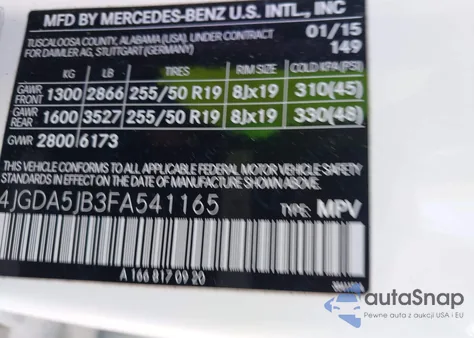 MFD BY MERCEDES-BENZ U.S. INTL., INC
TUSCALOOSA COUNTY, ALABAMA (USA), UNDER CONTRACT 01/15
FOR DAIMLER AG, STUTTGART (GERMANY) 149
KG LB TIRES RIM SIZE COLD KPA (PSI)
GAWR FRONT 1300 2866 255/50 R19 8Jx19 310(45)
GAWR REAR 1600 3527 255/50 R19 8Jx19 330(48)
GVWR 2800 6173
THIS VEHICLE CONFORMS TO ALL APPLICABLE FEDERAL MOTOR VEHICLE SAFETY
STANDARDS IN EFFECT ON THE DATE OF MANUFACTURE SHOWN ABOVE.
4JGDA5JB3FA541165 TYPE: MPV
A 166 817 09 20
autoSnap
Pewne auto z aukcji USA i EU